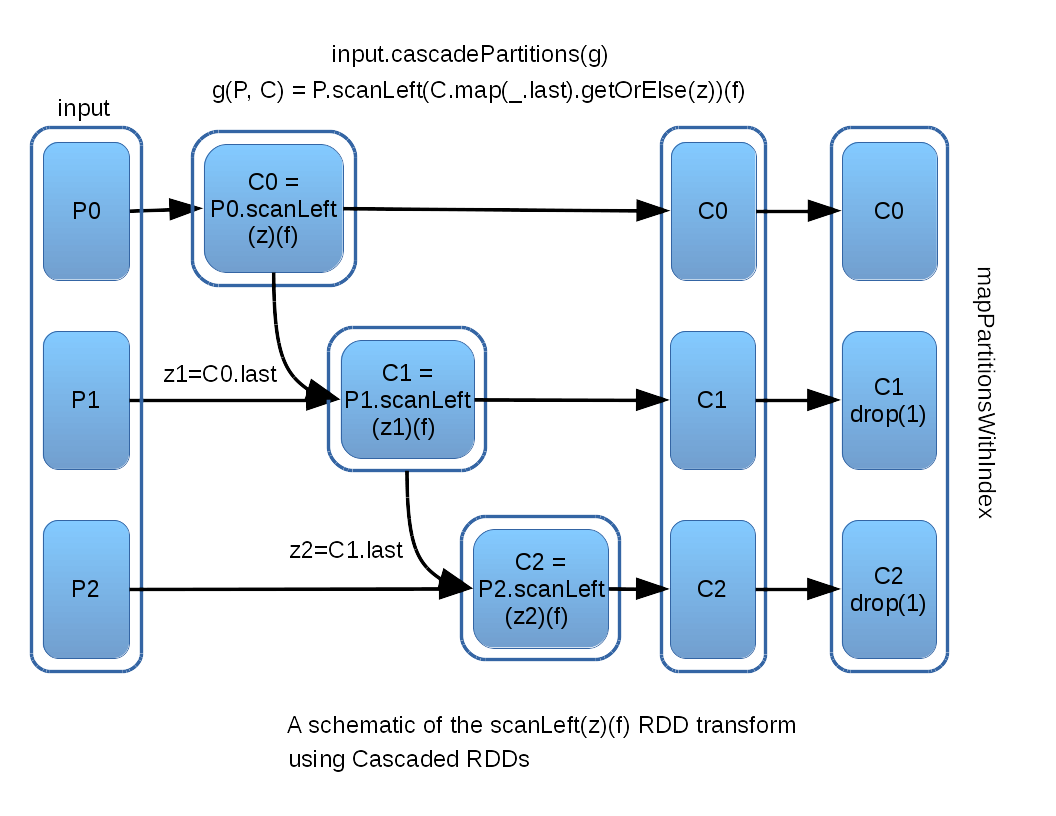 input.cascadePartitions(g)
g(P, C) = P.scanLeft(C.map(_.last).getOrElse(z))(f)
input
P0
C0 =
P0.scanLeft
(z)(f)
C0
C0
mapPartitionsWithIndex
z1=C0.last
P1
C1 =
P1.scanLeft
(z1)(f)
C1
C1
drop(1)
z2=C1.last
P2
C2 =
P2.scanLeft
(z2)(f)
C2
C2
drop(1)
A schematic of the scanLeft(z)(f) RDD transform
using Cascaded RDDs